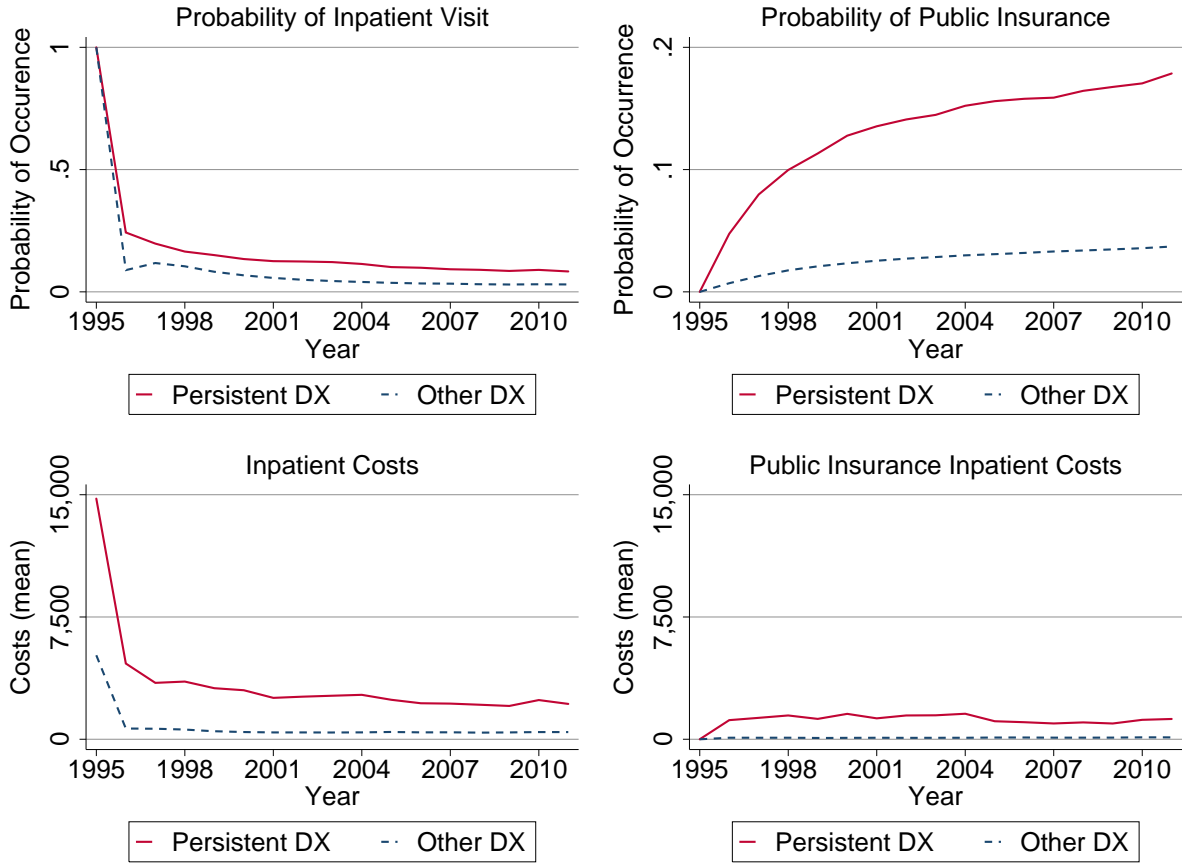 Probability of Inpatient Visit
Probability of Occurrence
1
.5
0
1995 1998 2001 2004 2007 2010
Year
Persistent DX Other DX
Probability of Public Insurance
Probability of Occurrence
.2
.1
0
1995 1998 2001 2004 2007 2010
Year
Persistent DX Other DX
Inpatient Costs
Costs (mean)
15,000
7,500
0
1995 1998 2001 2004 2007 2010
Year
Persistent DX Other DX
Public Insurance Inpatient Costs
Costs (mean)
15,000
7,500
0
1995 1998 2001 2004 2007 2010
Year
Persistent DX Other DX